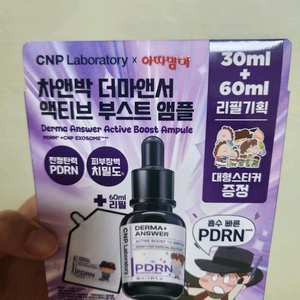 CNP Laboratory × 아따맘마
30ml
+
60ml
리필기획
차앤박 더마앤서
액티브 부스트 앰플
Derma Answer Active Boost Ampule
대형스티커
증정
진정탄력
PDRN
피부장벽
치밀도
+60ml
리필
흡수 빠른
PDRN
CNP Laboratory
DERMA+
ANSWER
PDRN
PDRN